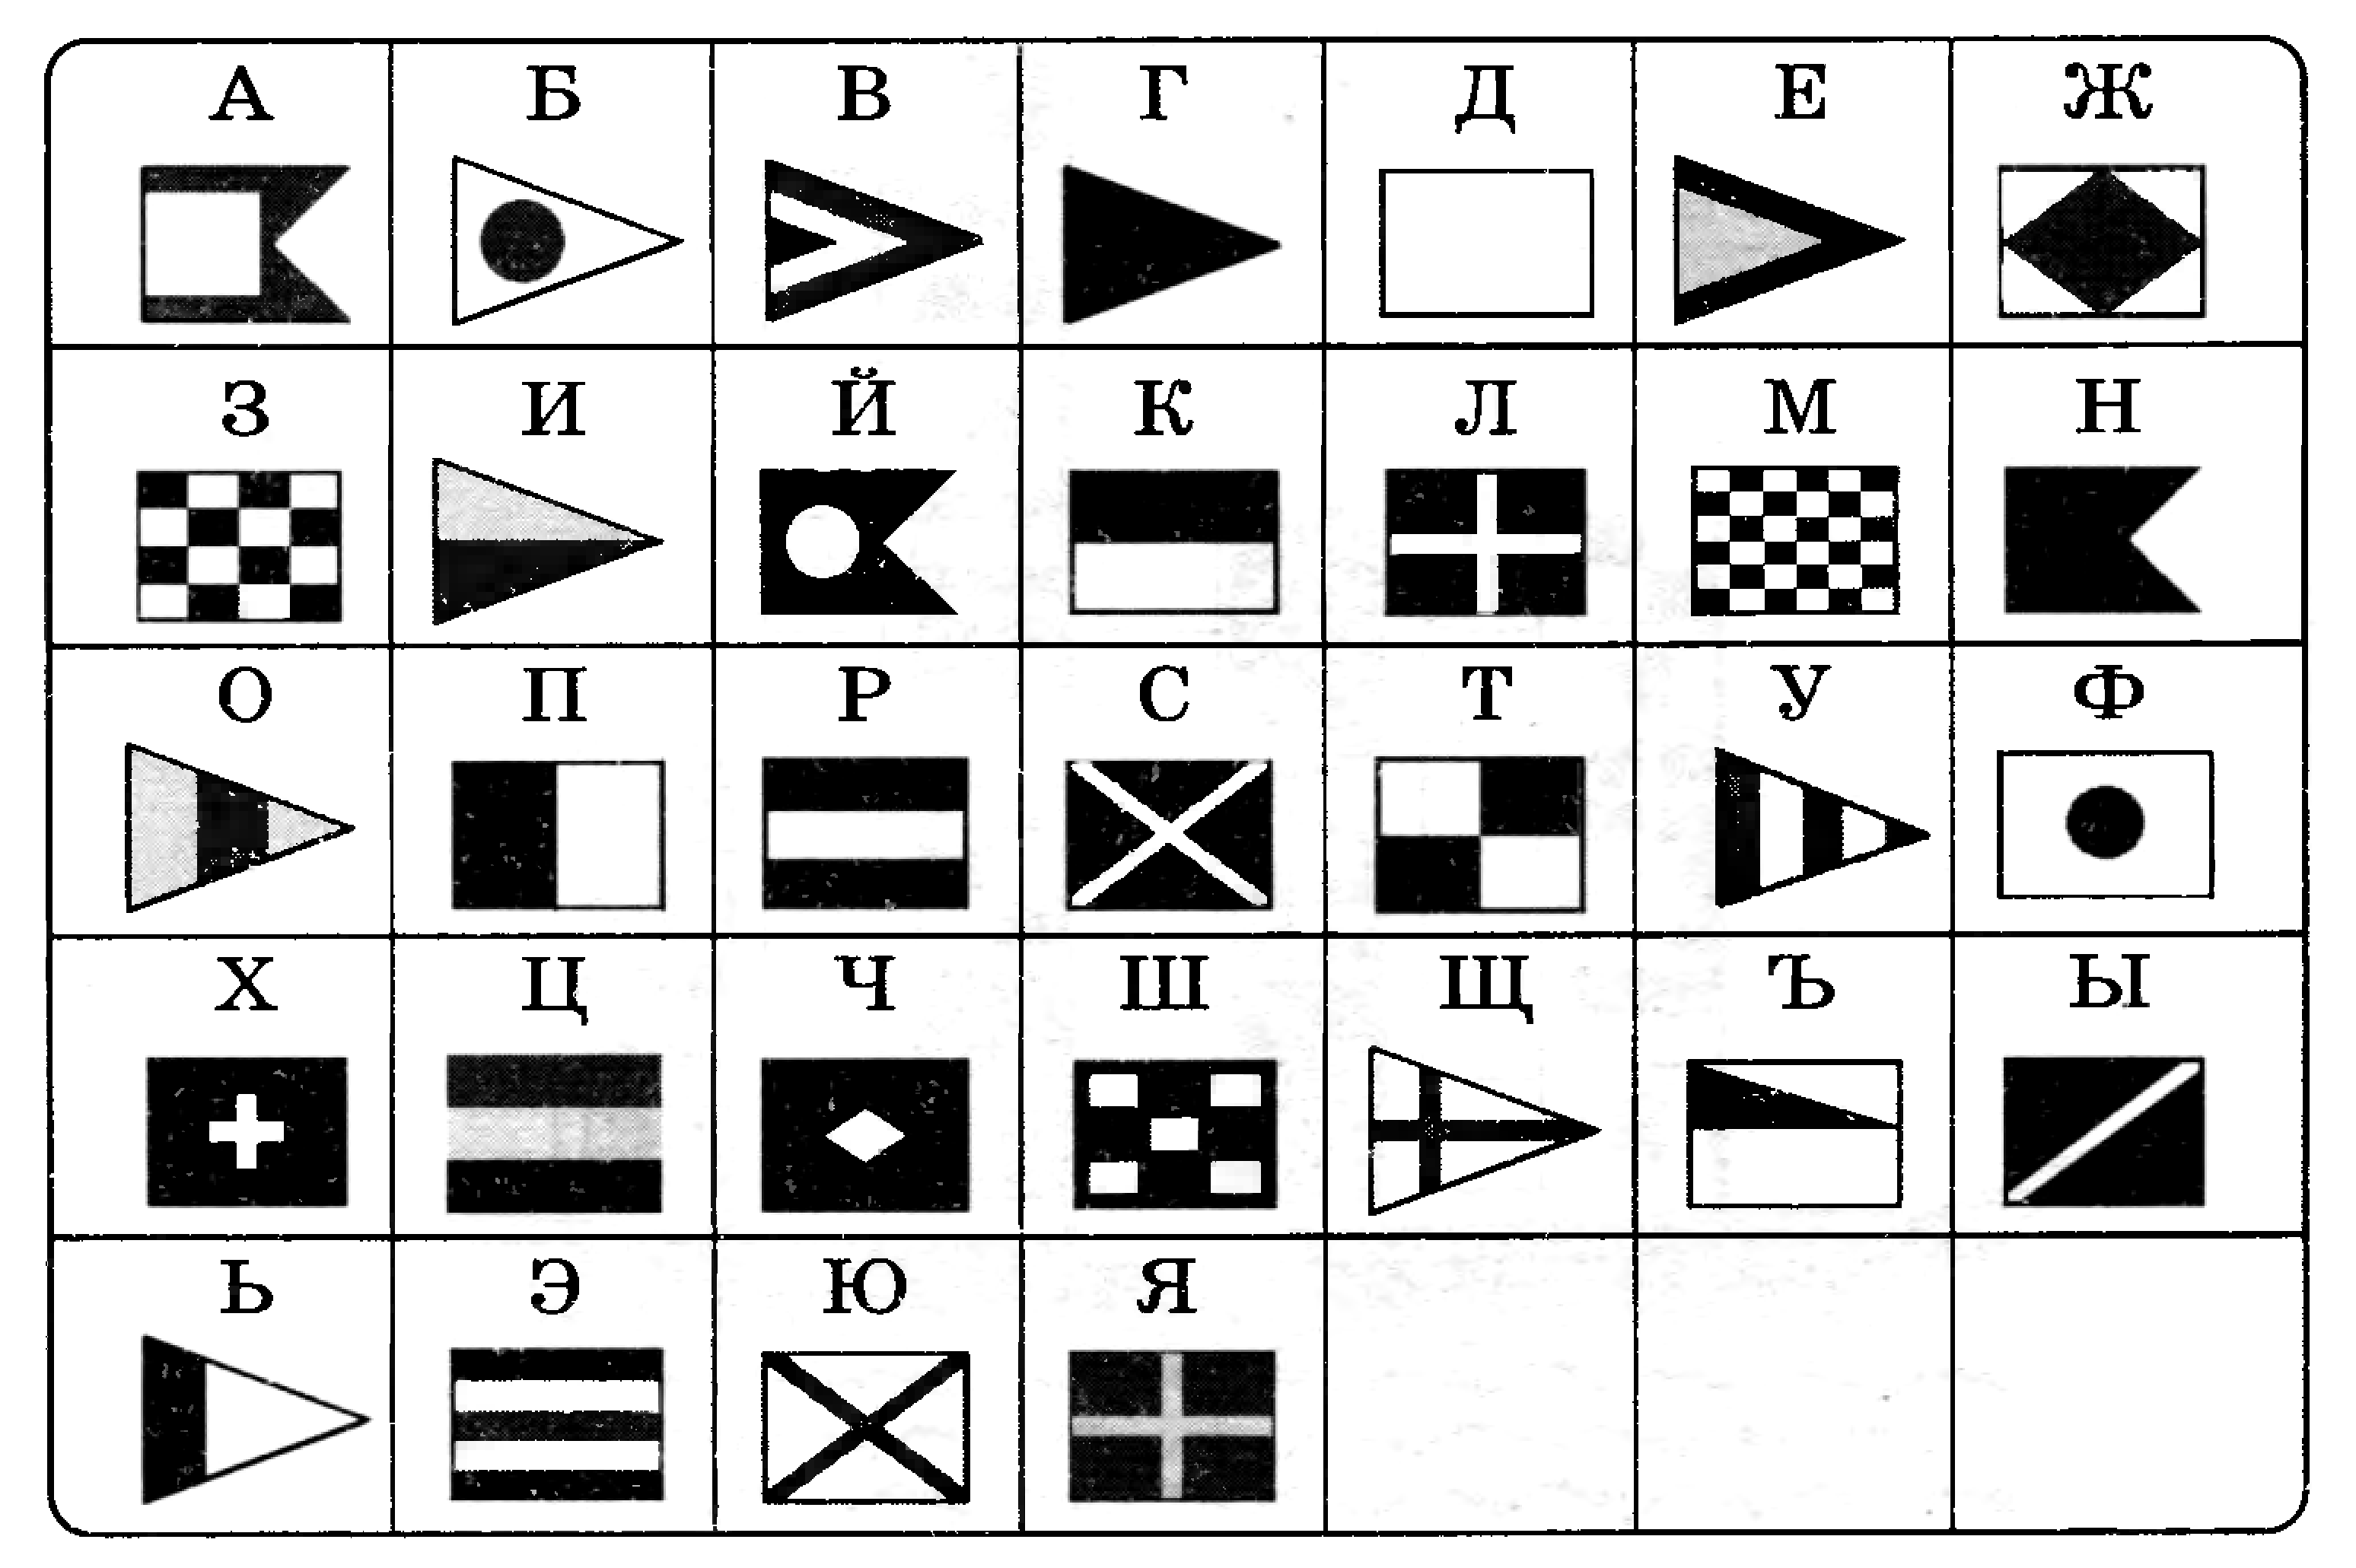 А Б В Г Д Е Ж
З И Й К Л М Н
О П Р С Т У Ф
Х Ц Ч Ш Щ Ъ Ы
Ь Э Ю Я